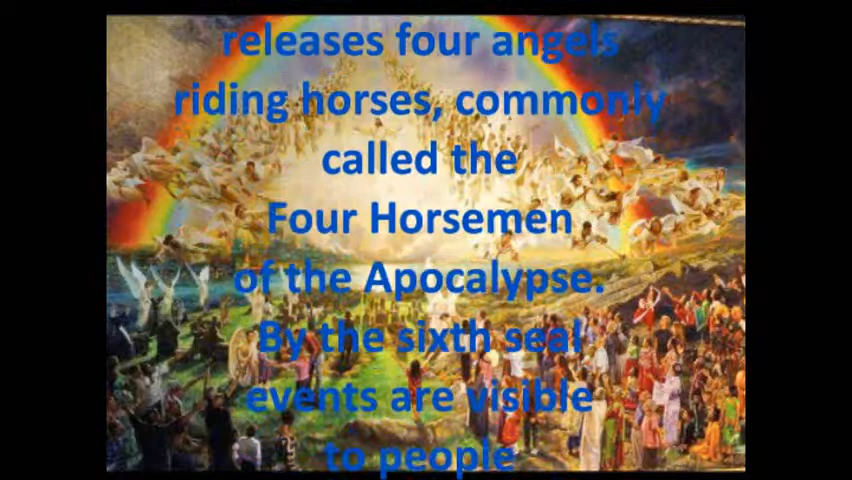 releases four angels
riding horses, commonly
called the
Four Horsemen
of the Apocalypse.
By the sixth seal
events are visible
to people